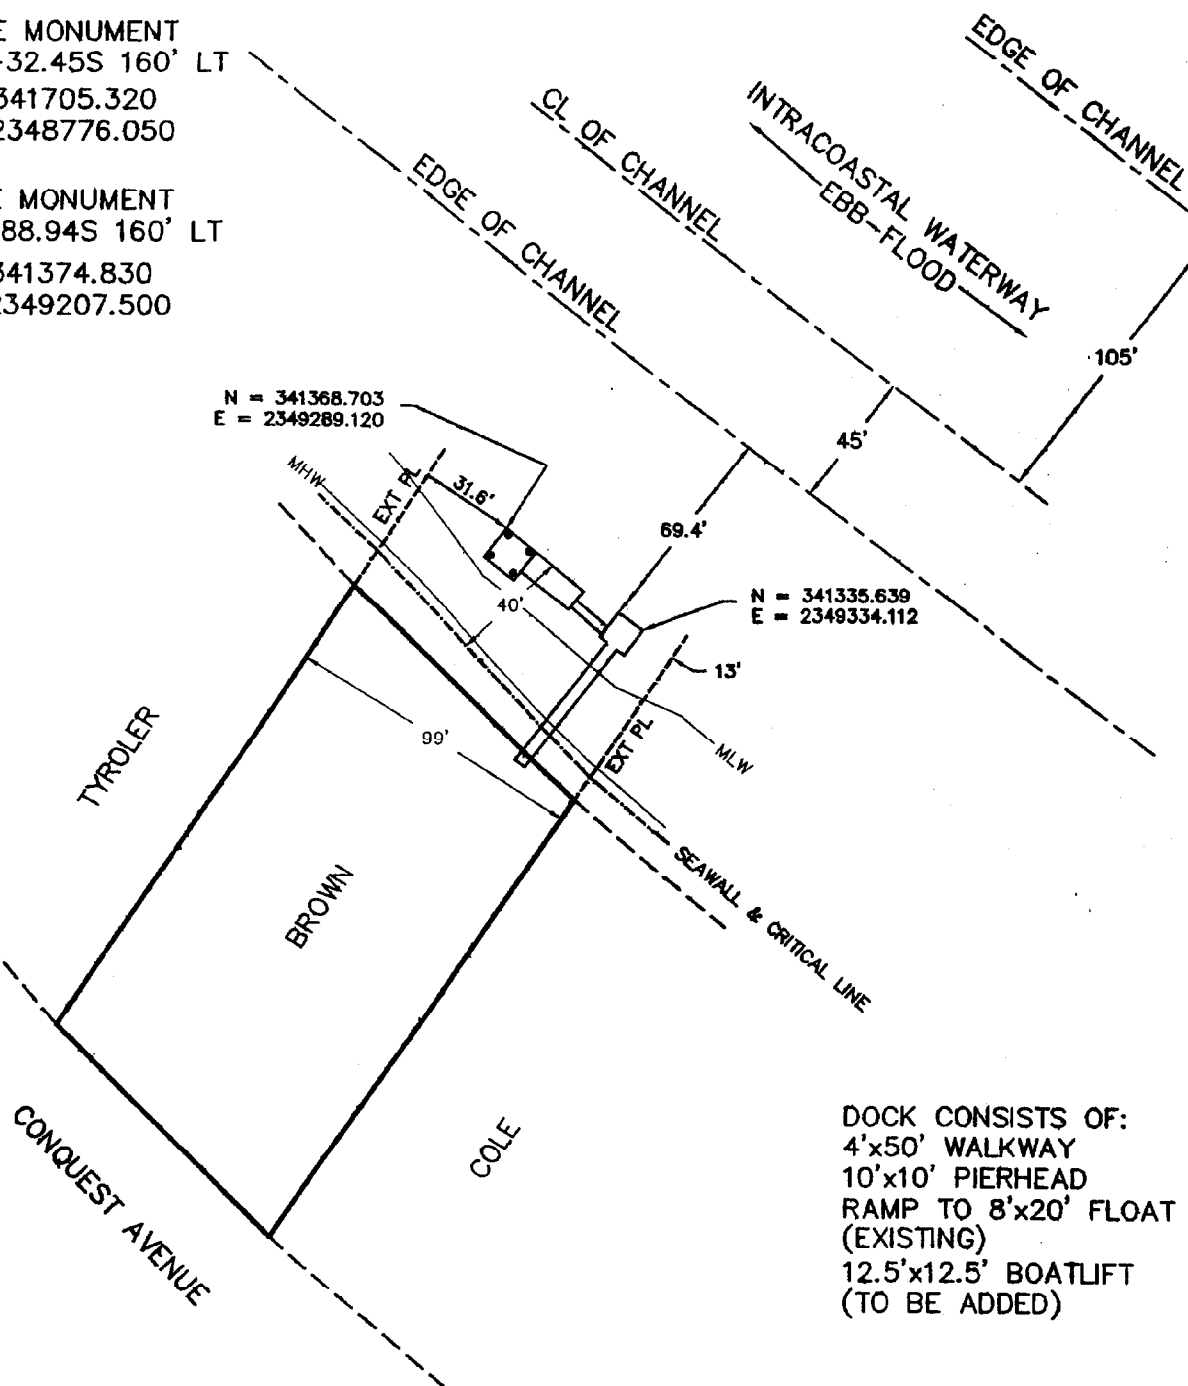 MONUMENT
32.45S 160' LT
341705.320
2348776.050
MONUMENT
88.94S 160' LT
341374.830
2349207.500
EDGE OF CHANNEL
CL OF CHANNEL
INTRACOASTAL WATERWAY
EBB-FLOOD
EDGE OF CHANNEL
105'
45'
69.4'
N = 341368.703
E = 2349289.120
MHW
EXT PL
31.6'
40'
N = 341335.639
E = 2349334.112
13'
EXT PL
MLW
99'
TYROLER
BROWN
SEAWALL & CRITICAL LINE
COLE
CONQUEST AVENUE
DOCK CONSISTS OF:
4'x50' WALKWAY
10'x10' PIERHEAD
RAMP TO 8'x20' FLOAT
(EXISTING)
12.5'x12.5' BOATLIFT
(TO BE ADDED)